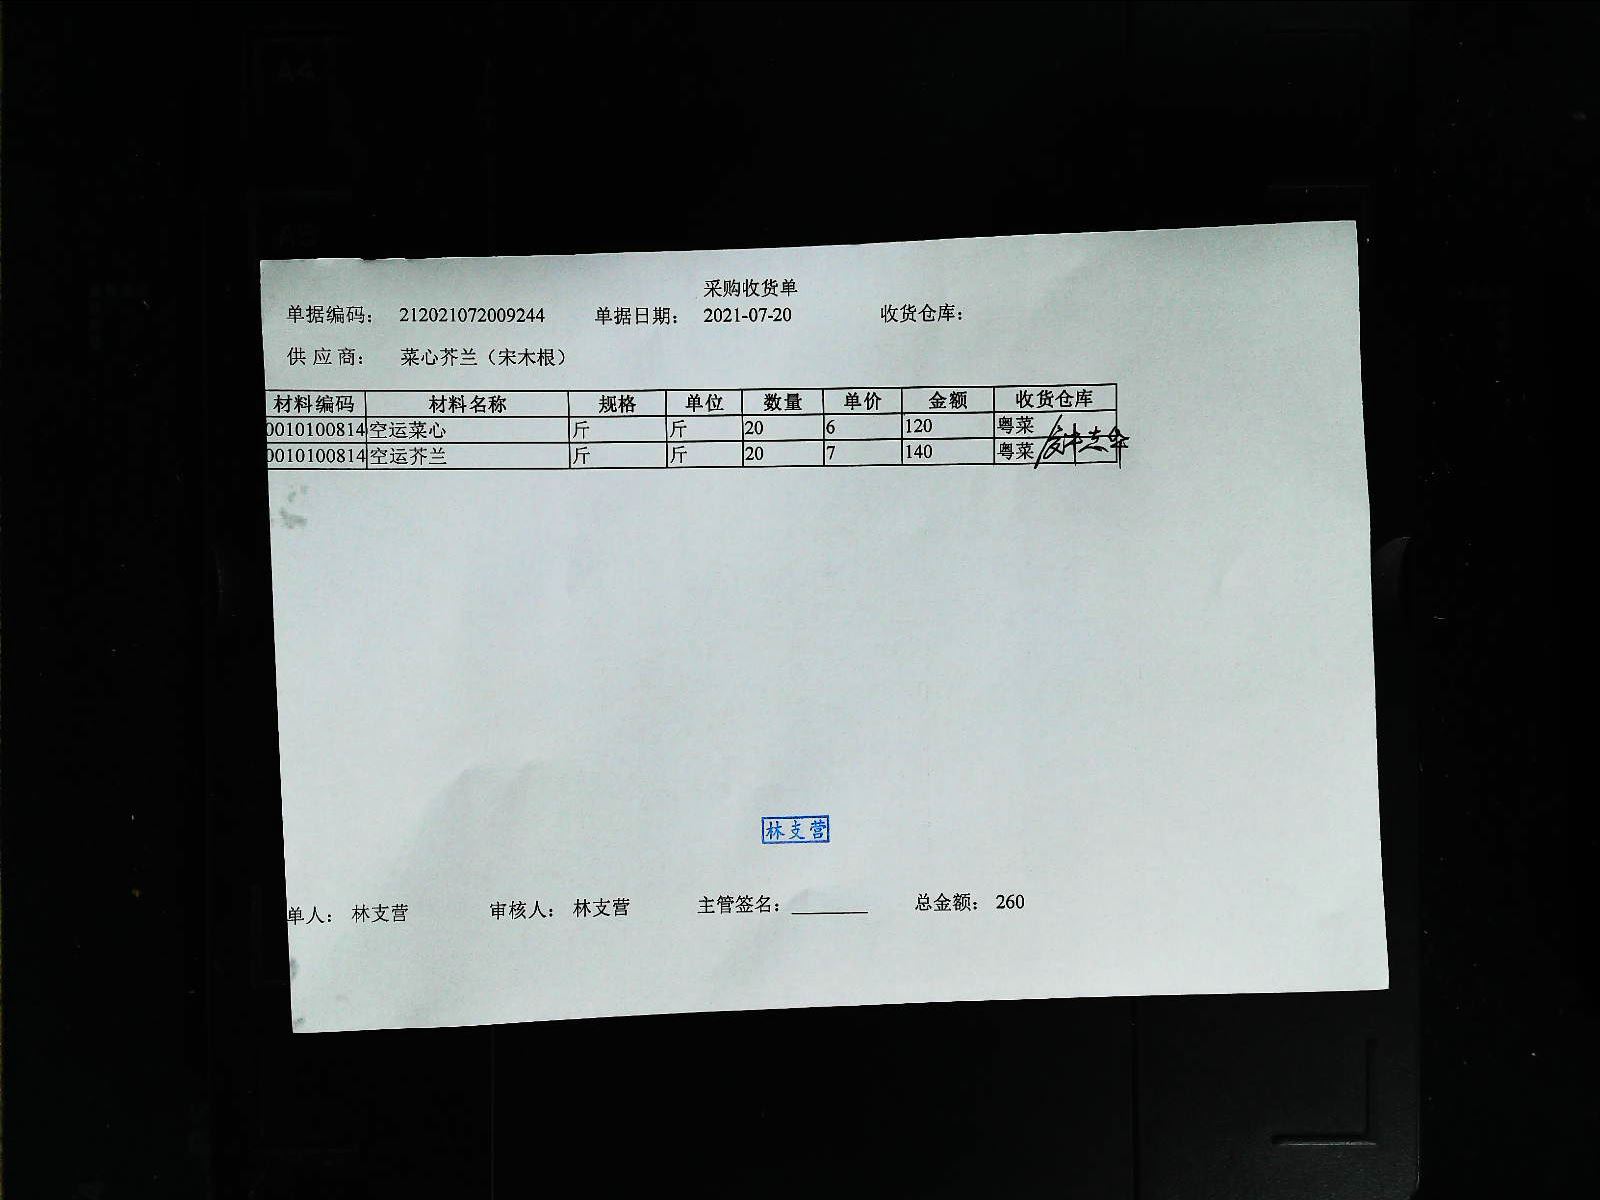 采购收货单
单据编码： 212021072009244 单据日期： 2021-07-20 收货仓库：
供 应 商： 菜心芥兰（宋木根）
材料编码 材料名称 规格 单位 数量 单价 金额 收货仓库
0010100814 空运菜心 斤 斤 20 6 120 粤菜
0010100814 空运芥兰 斤 斤 20 7 140 粤菜
林支营
单人： 林支营 审核人： 林支营 主管签名： 总金额： 260